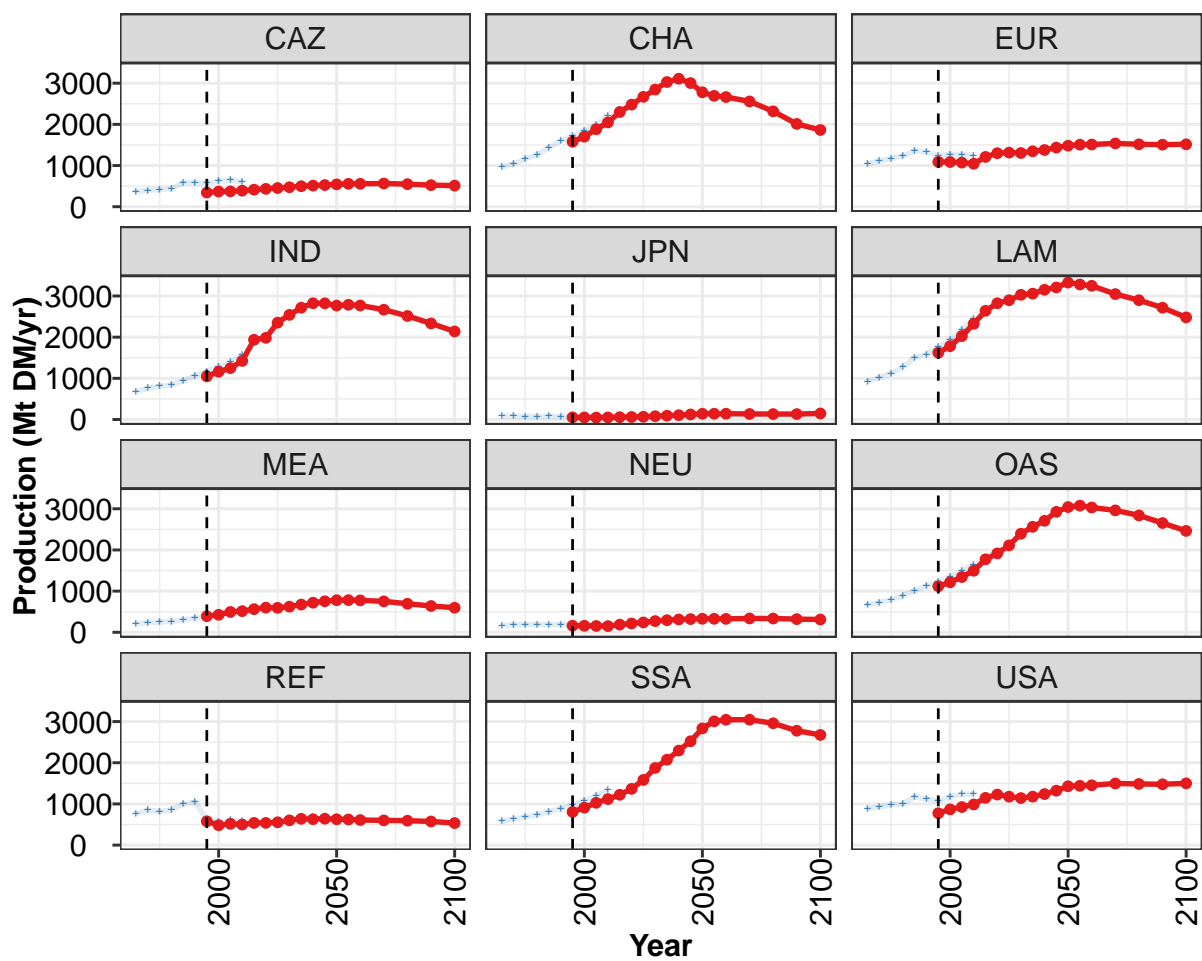 CAZ CHA EUR
3000
2000
1000
0
IND JPN LAM
3000
2000
1000
0
MEA NEU OAS
3000
2000
1000
0
REF SSA USA
3000
2000
1000
0
2000 2050 2100 2000 2050 2100 2000 2050 2100
Year
Production (Mt DM/yr)